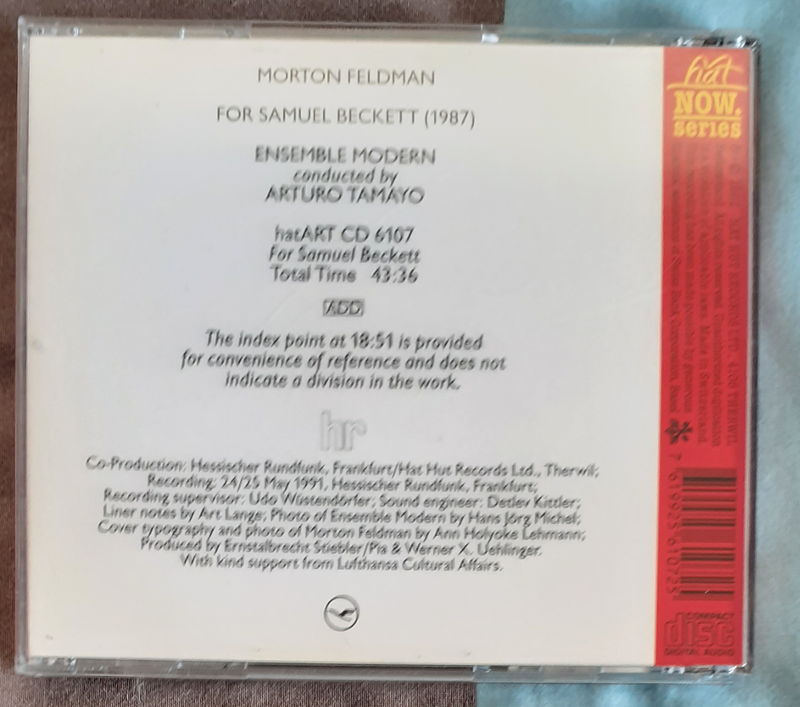 MORTON FELDMAN
FOR SAMUEL BECKETT (1987)
ENSEMBLE MODERN
conducted by
ARTURO TAMAYO
hatART CD 6107
For Samuel Beckett
Total Time 43:36
ADD
The index point at 18:51 is provided
for convenience of reference and does not
indicate a division in the work.
hr
Co-Production: Hessischer Rundfunk, Frankfurt/Hat Hut Records Ltd., Therwil;
Recording: 24/25 May 1991, Hessischer Rundfunk, Frankfurt;
Recording supervisor: Udo Wüstendörfer; Sound engineer: Detlev Kittler;
Liner notes by Art Lange; Photo of Ensemble Modern by Hans Jörg Michel;
Cover typography and photo of Morton Feldman by Ann Holyoke Lehmann;
Produced by Ernstalbrecht Stiebler/Pia & Werner X. Uehlinger.
With kind support from Lufthansa Cultural Affairs.
hat
NOW.
series
COMPACT
disc
DIGITAL AUDIO